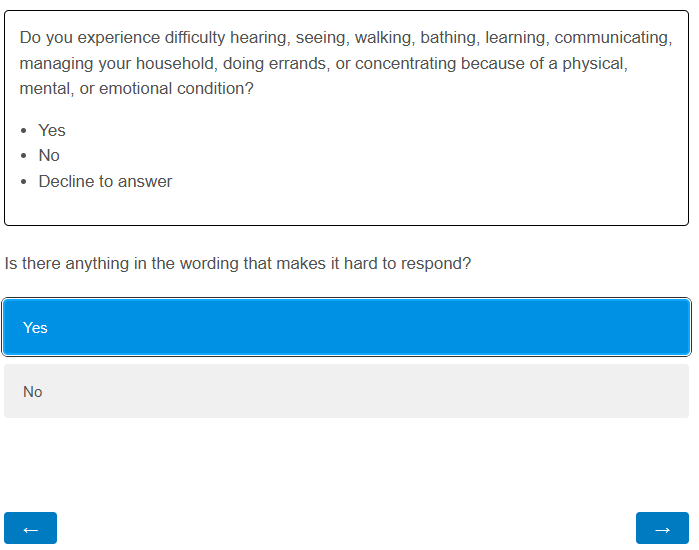 Do you experience difficulty hearing, seeing, walking, bathing, learning, communicating,
managing your household, doing errands, or concentrating because of a physical,
mental, or emotional condition?
• Yes
• No
• Decline to answer
Is there anything in the wording that makes it hard to respond?
Yes
No
← →